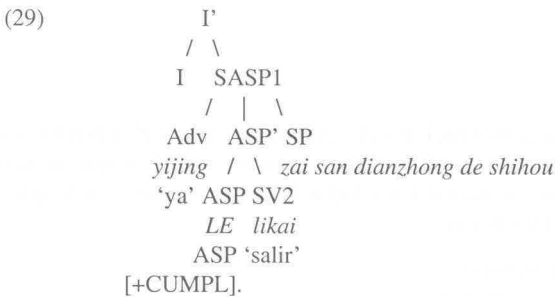 (29) I’
/ \
I SASP1
/ | \
Adv ASP’ SP
yijing / \ zai san dianzhong de shihou
‘ya’ ASP SV2
LE likai
ASP ‘salir’
[+CUMPL].